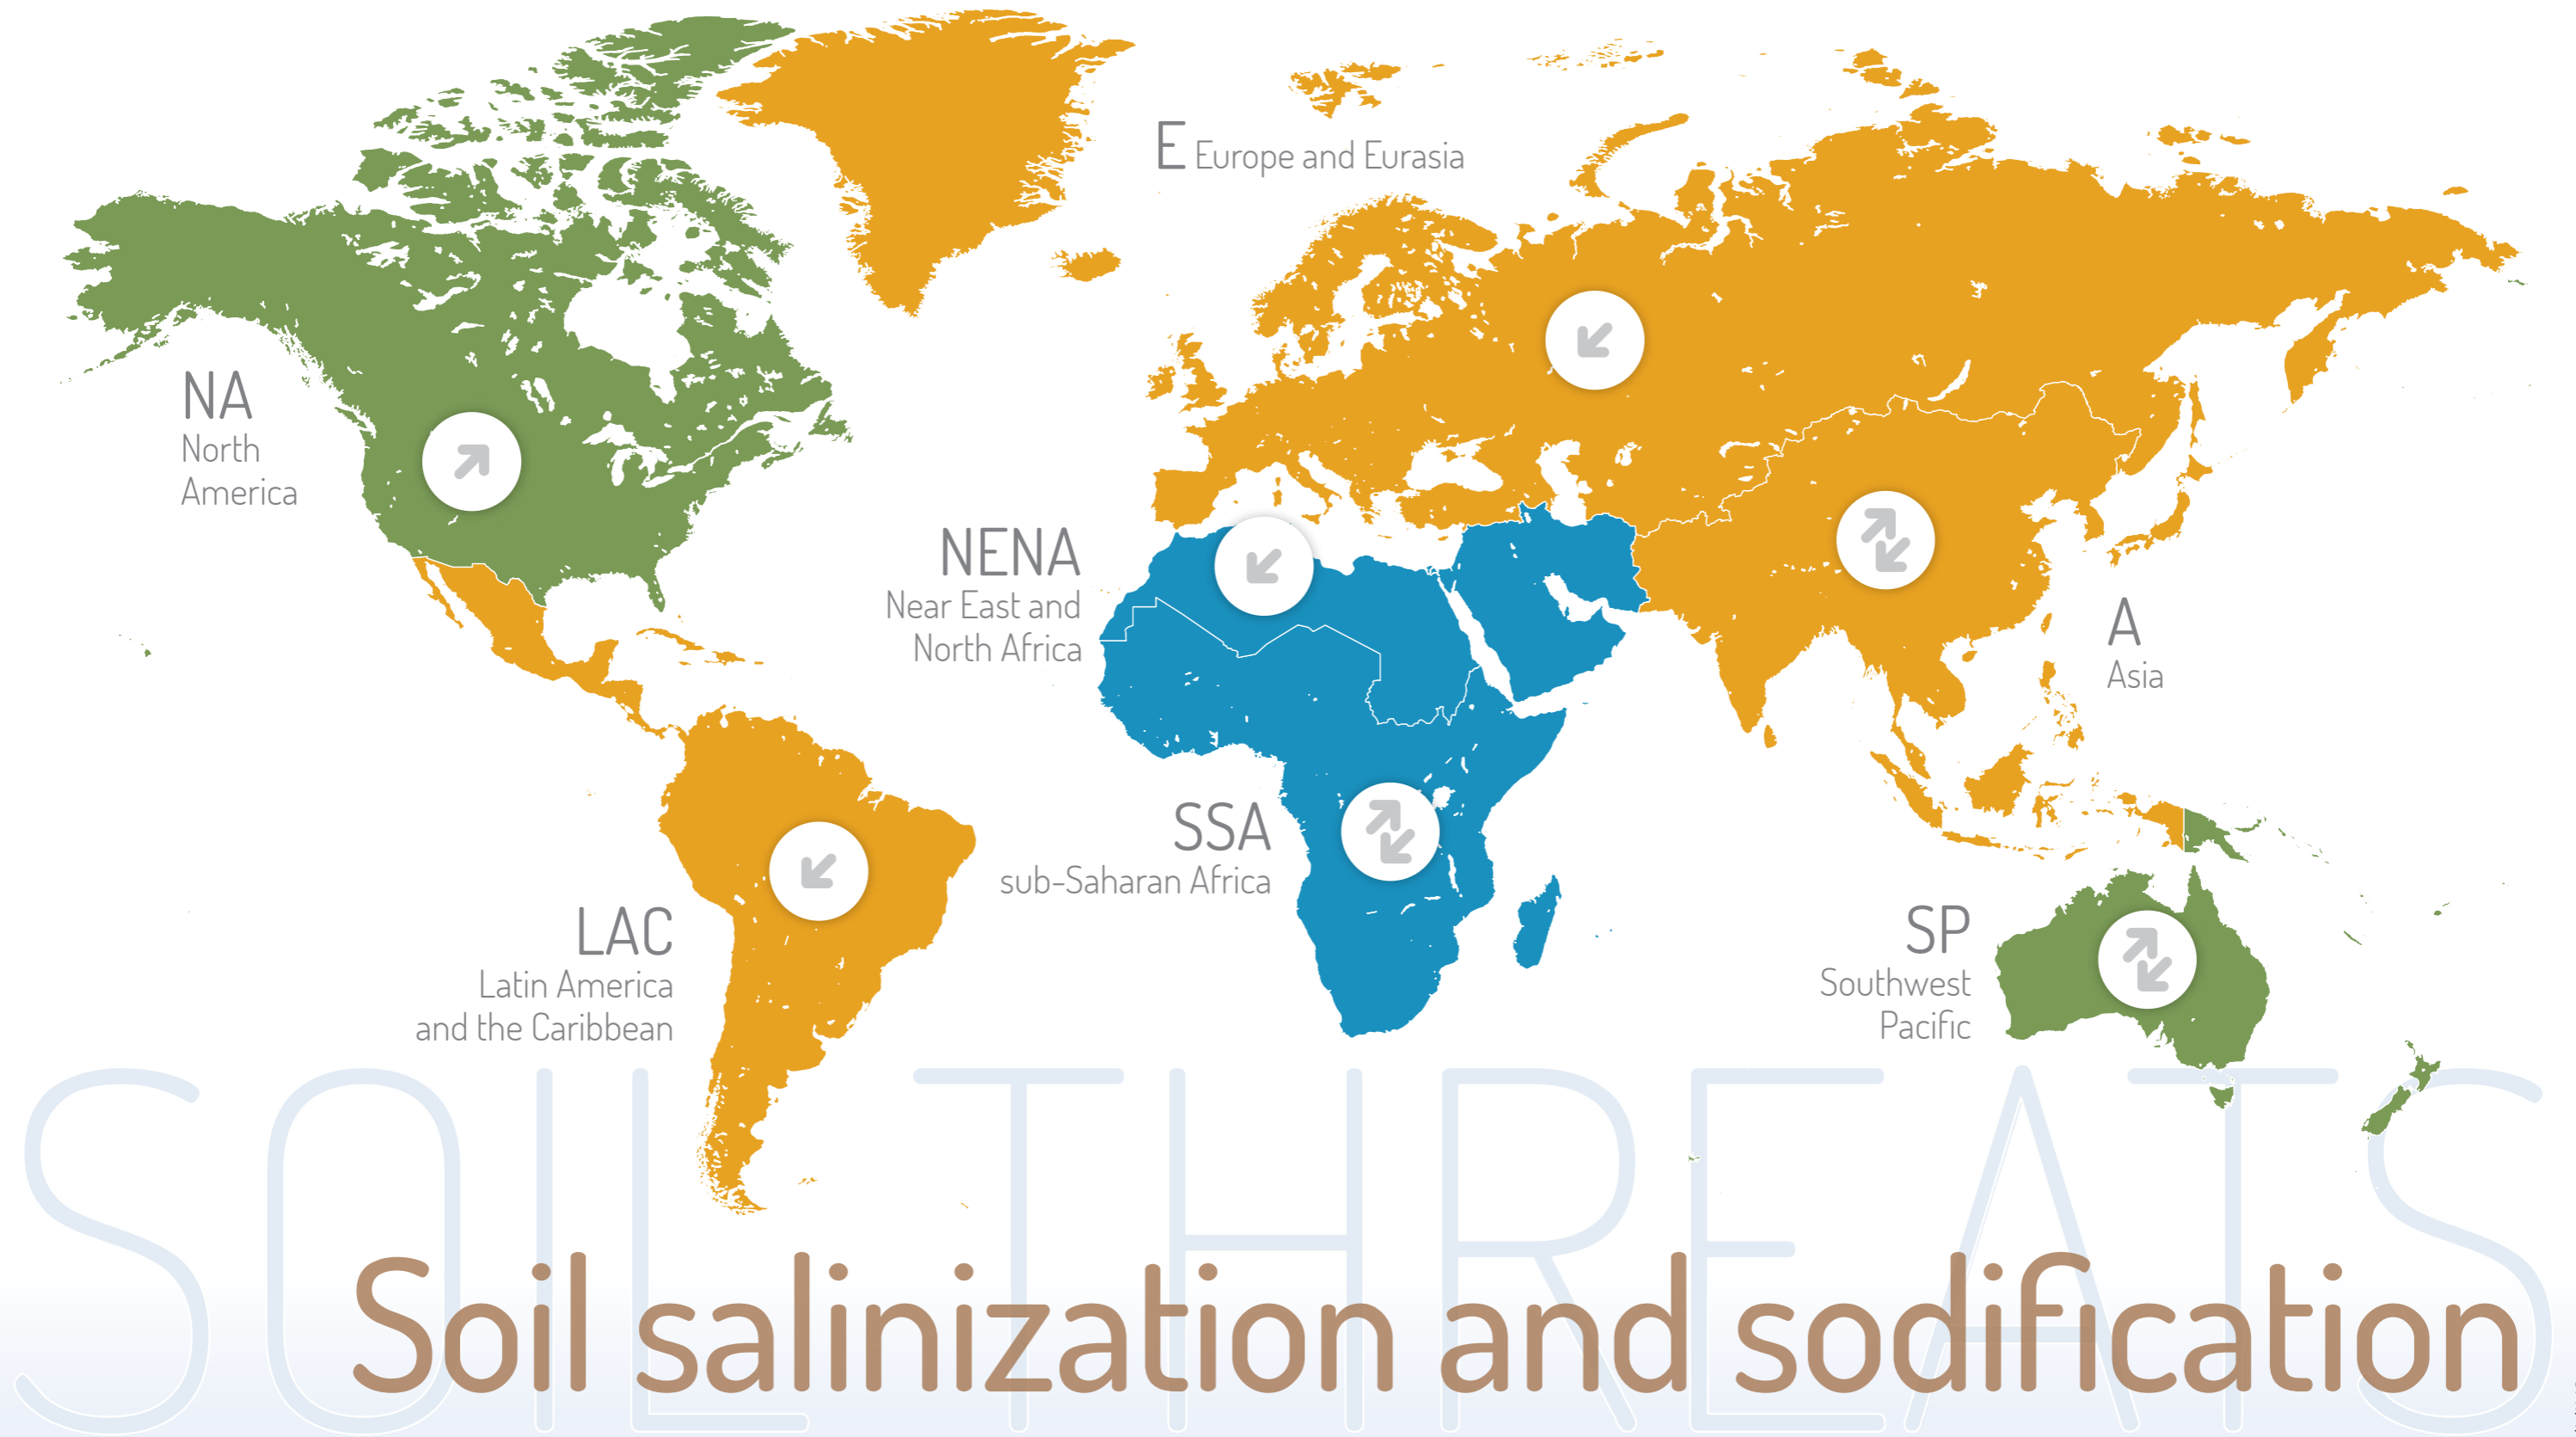 E Europe and Eurasia
NA
North
America
NENA
Near East and
North Africa
A
Asia
SSA
sub-Saharan Africa
LAC
Latin America
and the Caribbean
SP
Southwest
Pacific
SOIL THREATS
Soil salinization and sodification